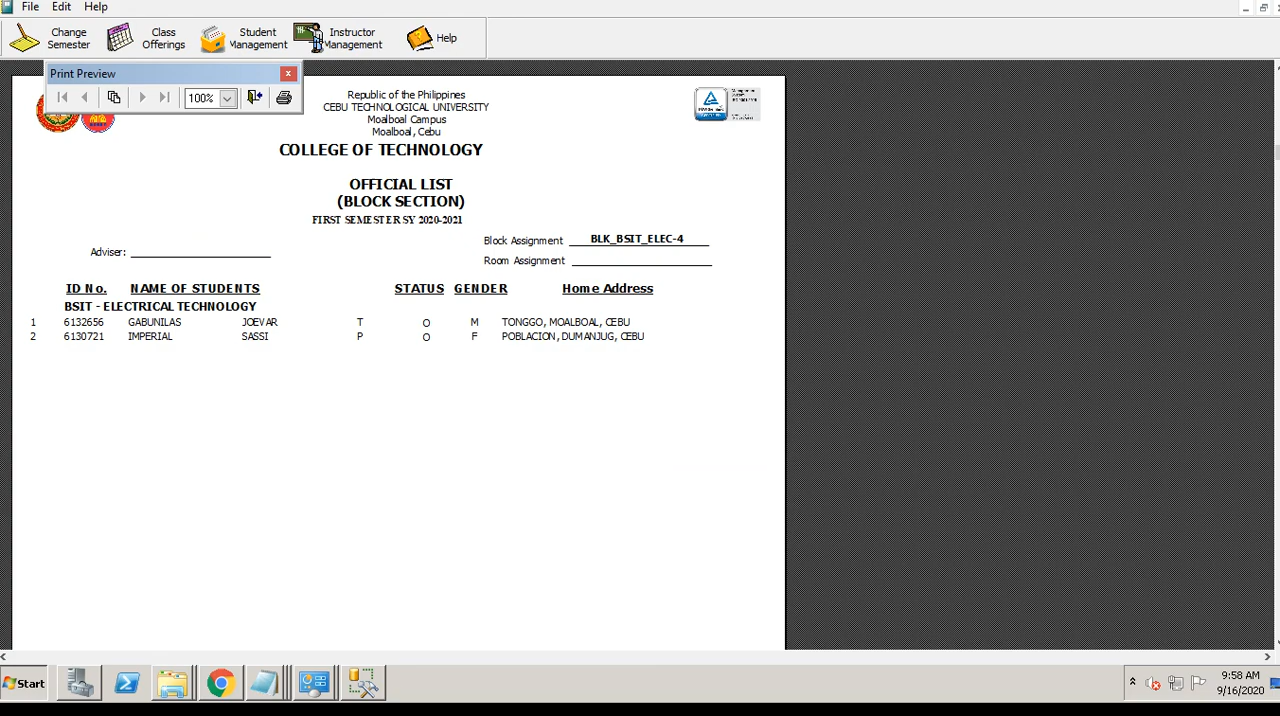 File Edit Help
Change Semester
Class Offerings
Student Management
Instructor Management
Help
Print Preview
100%
Republic of the Philippines
CEBU TECHNOLOGICAL UNIVERSITY
Moalboal Campus
Moalboal, Cebu
COLLEGE OF TECHNOLOGY
OFFICIAL LIST
(BLOCK SECTION)
FIRST SEMESTER SY 2020-2021
Block Assignment BLK_BSIT_ELEC-4
Adviser:
Room Assignment
ID No. NAME OF STUDENTS STATUS GENDER Home Address
BSIT - ELECTRICAL TECHNOLOGY
1 6132656 GABUNILAS JOEVAR T O M TONGGO, MOALBOAL, CEBU
2 6130721 IMPERIAL SASSI P O F POBLACION, DUMANJUG, CEBU
Start
9:58 AM
9/16/2020